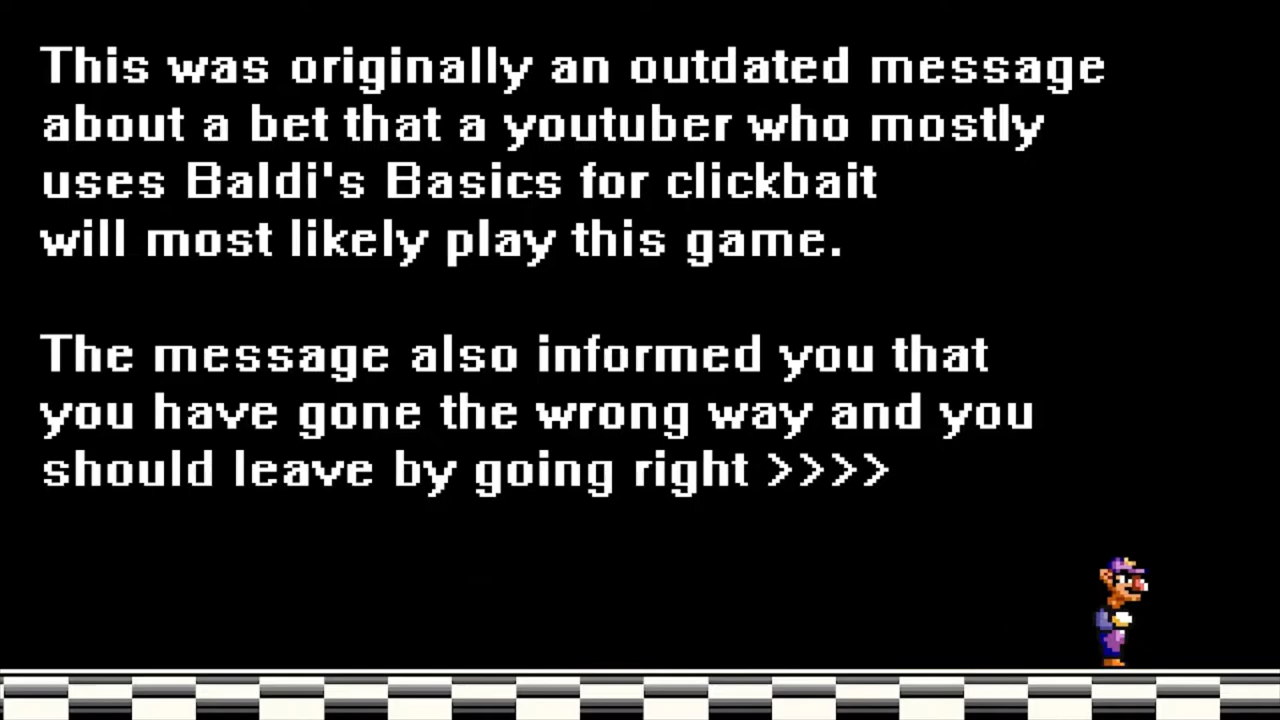 This was originally an outdated message
about a bet that a youtuber who mostly
uses Baldi's Basics for clickbait
will most likely play this game.
The message also informed you that
you have gone the wrong way and you
should leave by going right >>>>